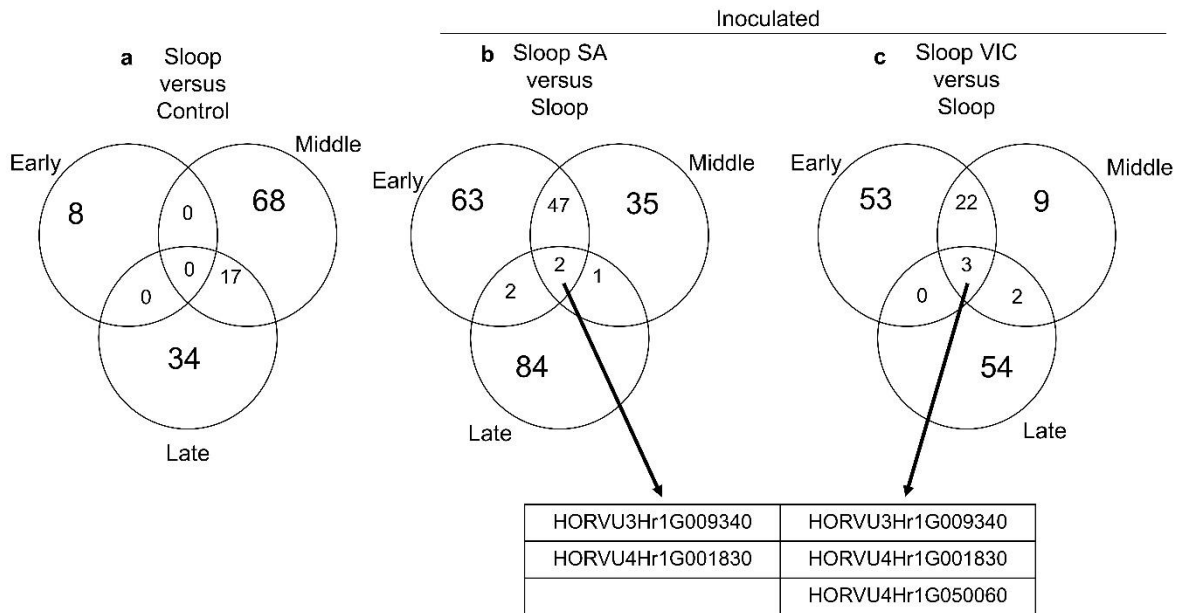 Inoculated
a Sloop
versus
Control
b Sloop SA
versus
Sloop
c Sloop VIC
versus
Sloop
Early
Middle
8
0
68
0
0
17
34
Late
Early
Middle
63
47
35
2
2
1
84
Late
Early
Middle
53
22
9
3
0
2
54
Late
HORVU3Hr1G009340 HORVU3Hr1G009340
HORVU4Hr1G001830 HORVU4Hr1G001830
HORVU4Hr1G050060